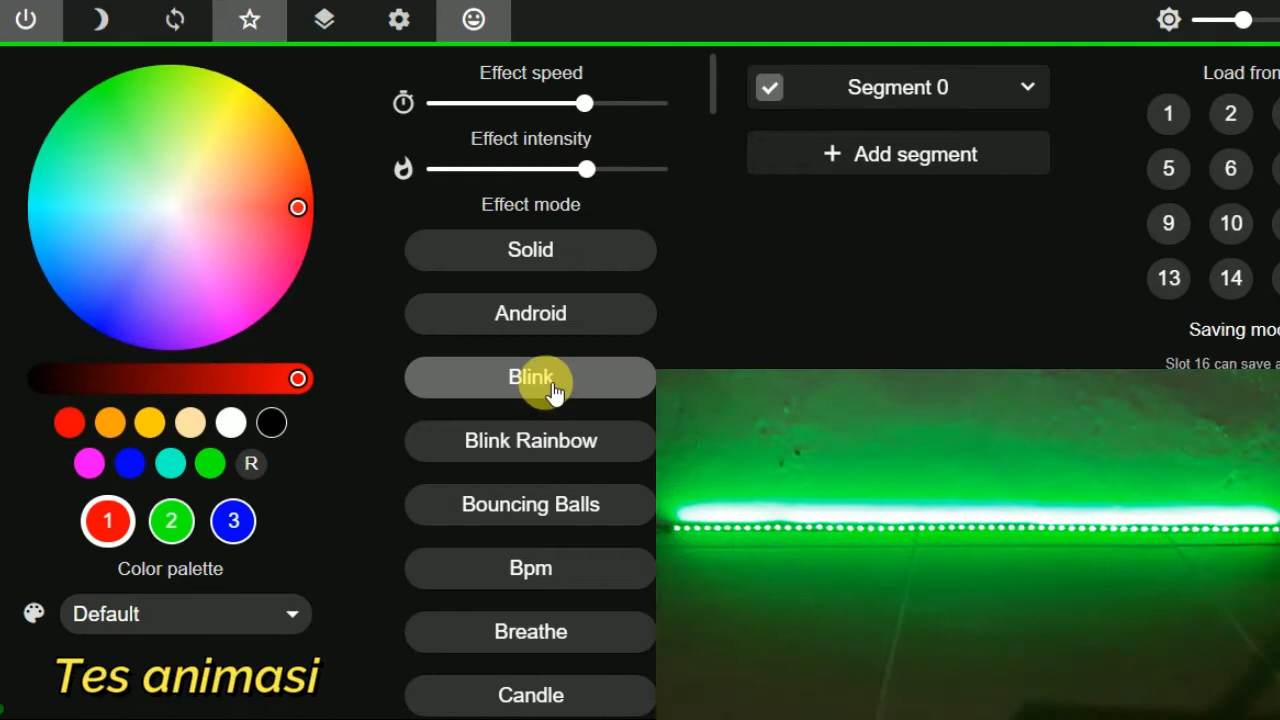 Effect speed
Effect intensity
Effect mode
Solid
Android
Blink
Blink Rainbow
Bouncing Balls
Bpm
Breathe
Candle
R
1 2 3
Color palette
Default
Tes animasi
Segment 0
+ Add segment
Load from
1 2
5 6
9 10
13 14
Saving mod
Slot 16 can save a